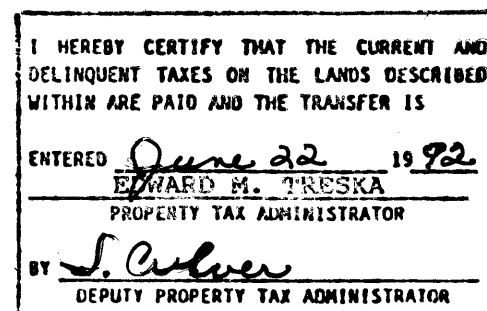 I HEREBY CERTIFY THAT THE CURRENT AND
DELINQUENT TAXES ON THE LANDS DESCRIBED
WITHIN ARE PAID AND THE TRANSFER IS
ENTERED June 22 19 92
EDWARD M. TRESKA
PROPERTY TAX ADMINISTRATOR
BY S. Culver
DEPUTY PROPERTY TAX ADMINISTRATOR